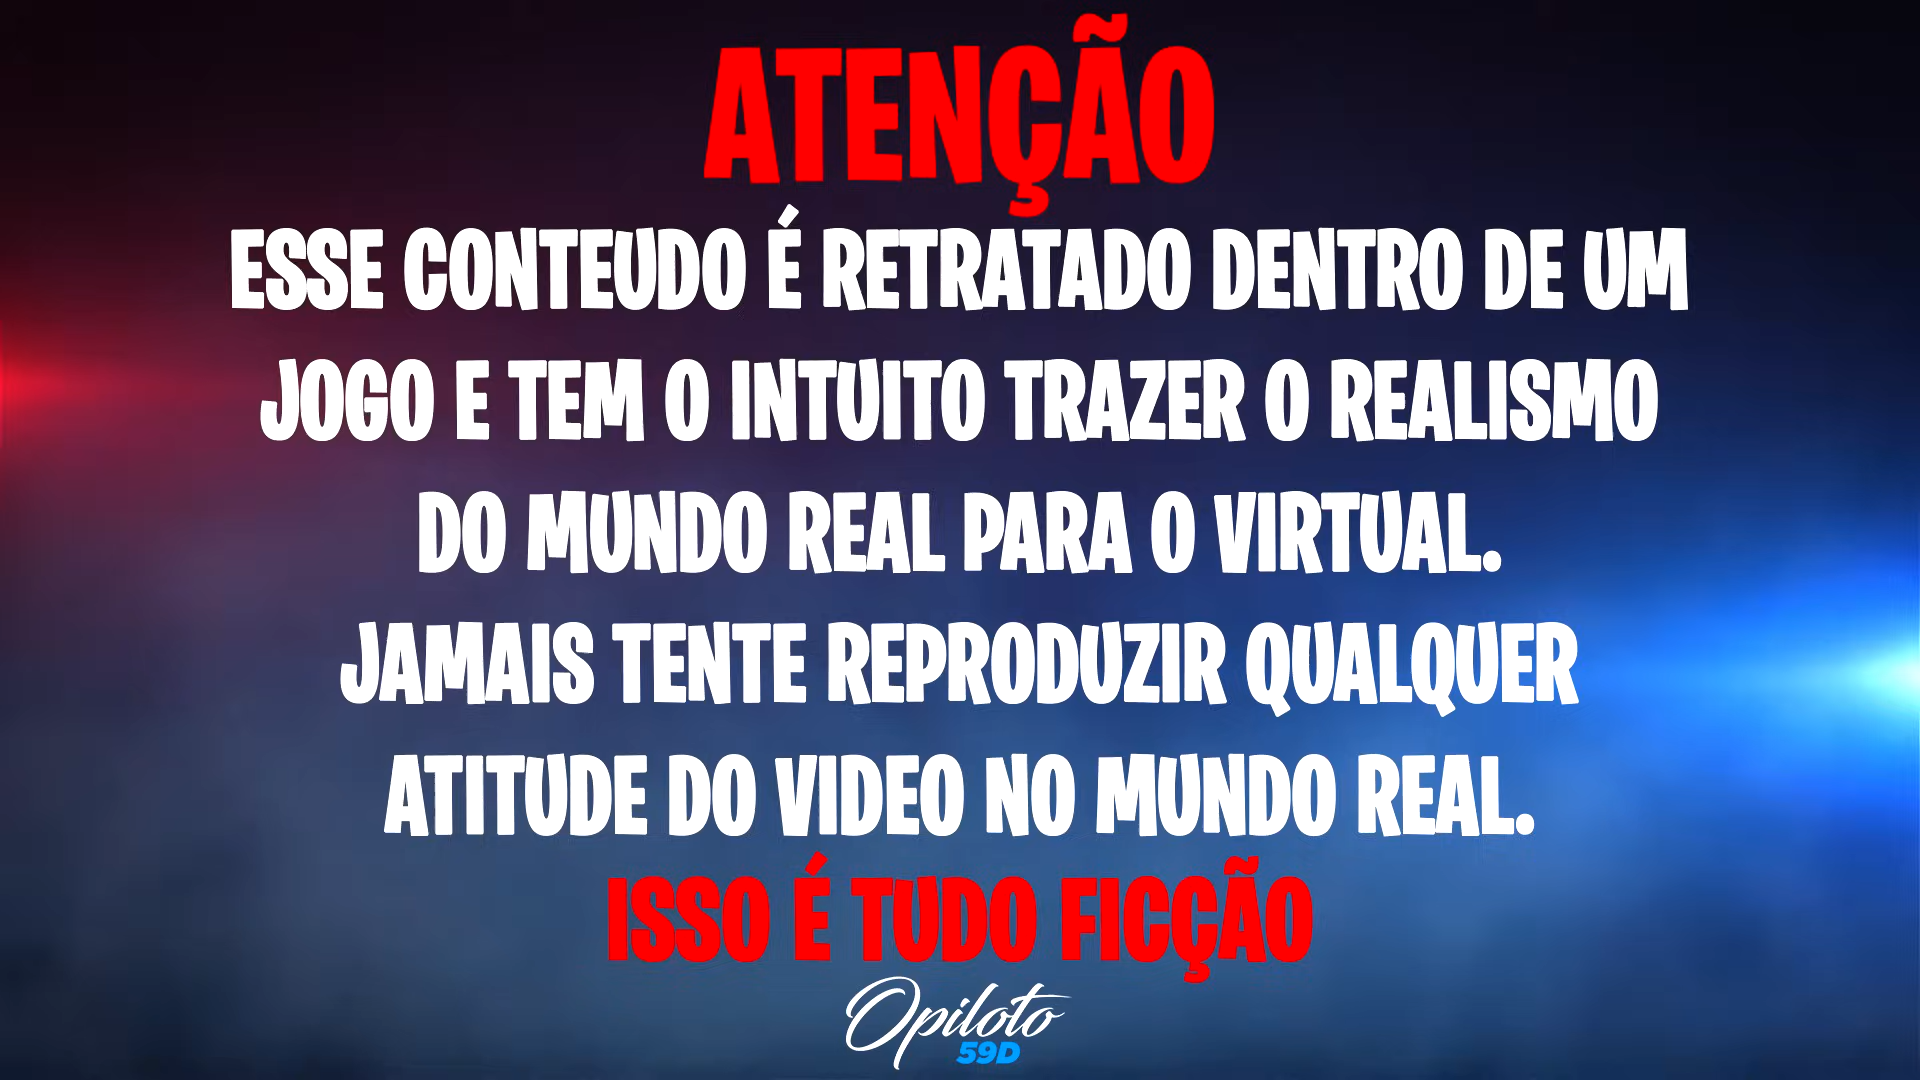 ATENÇÃO
ESSE CONTEUDO É RETRATADO DENTRO DE UM
JOGO E TEM O INTUITO TRAZER O REALISMO
DO MUNDO REAL PARA O VIRTUAL.
JAMAIS TENTE REPRODUZIR QUALQUER
ATITUDE DO VIDEO NO MUNDO REAL.
ISSO É TUDO FICÇÃO
Opiloto
59D